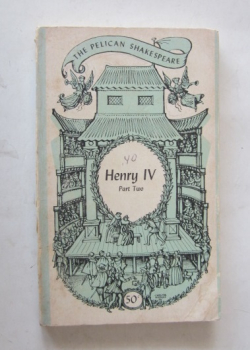 THE PELICAN SHAKESPEARE
40
Henry IV
Part Two
50¢